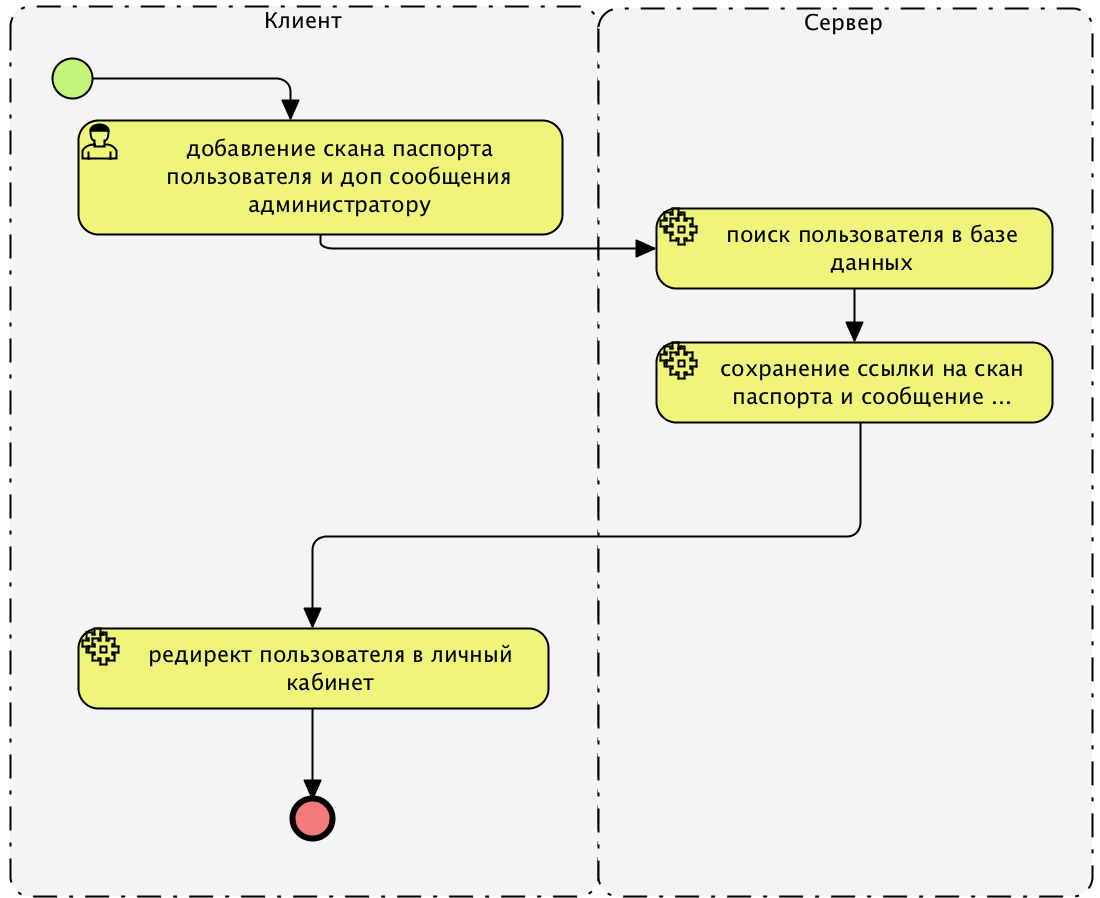 Клиент
Сервер
добавление скана паспорта
пользователя и доп сообщения
администратору
поиск пользователя в базе
данных
сохранение ссылки на скан
паспорта и сообщение ...
редирект пользователя в личный
кабинет